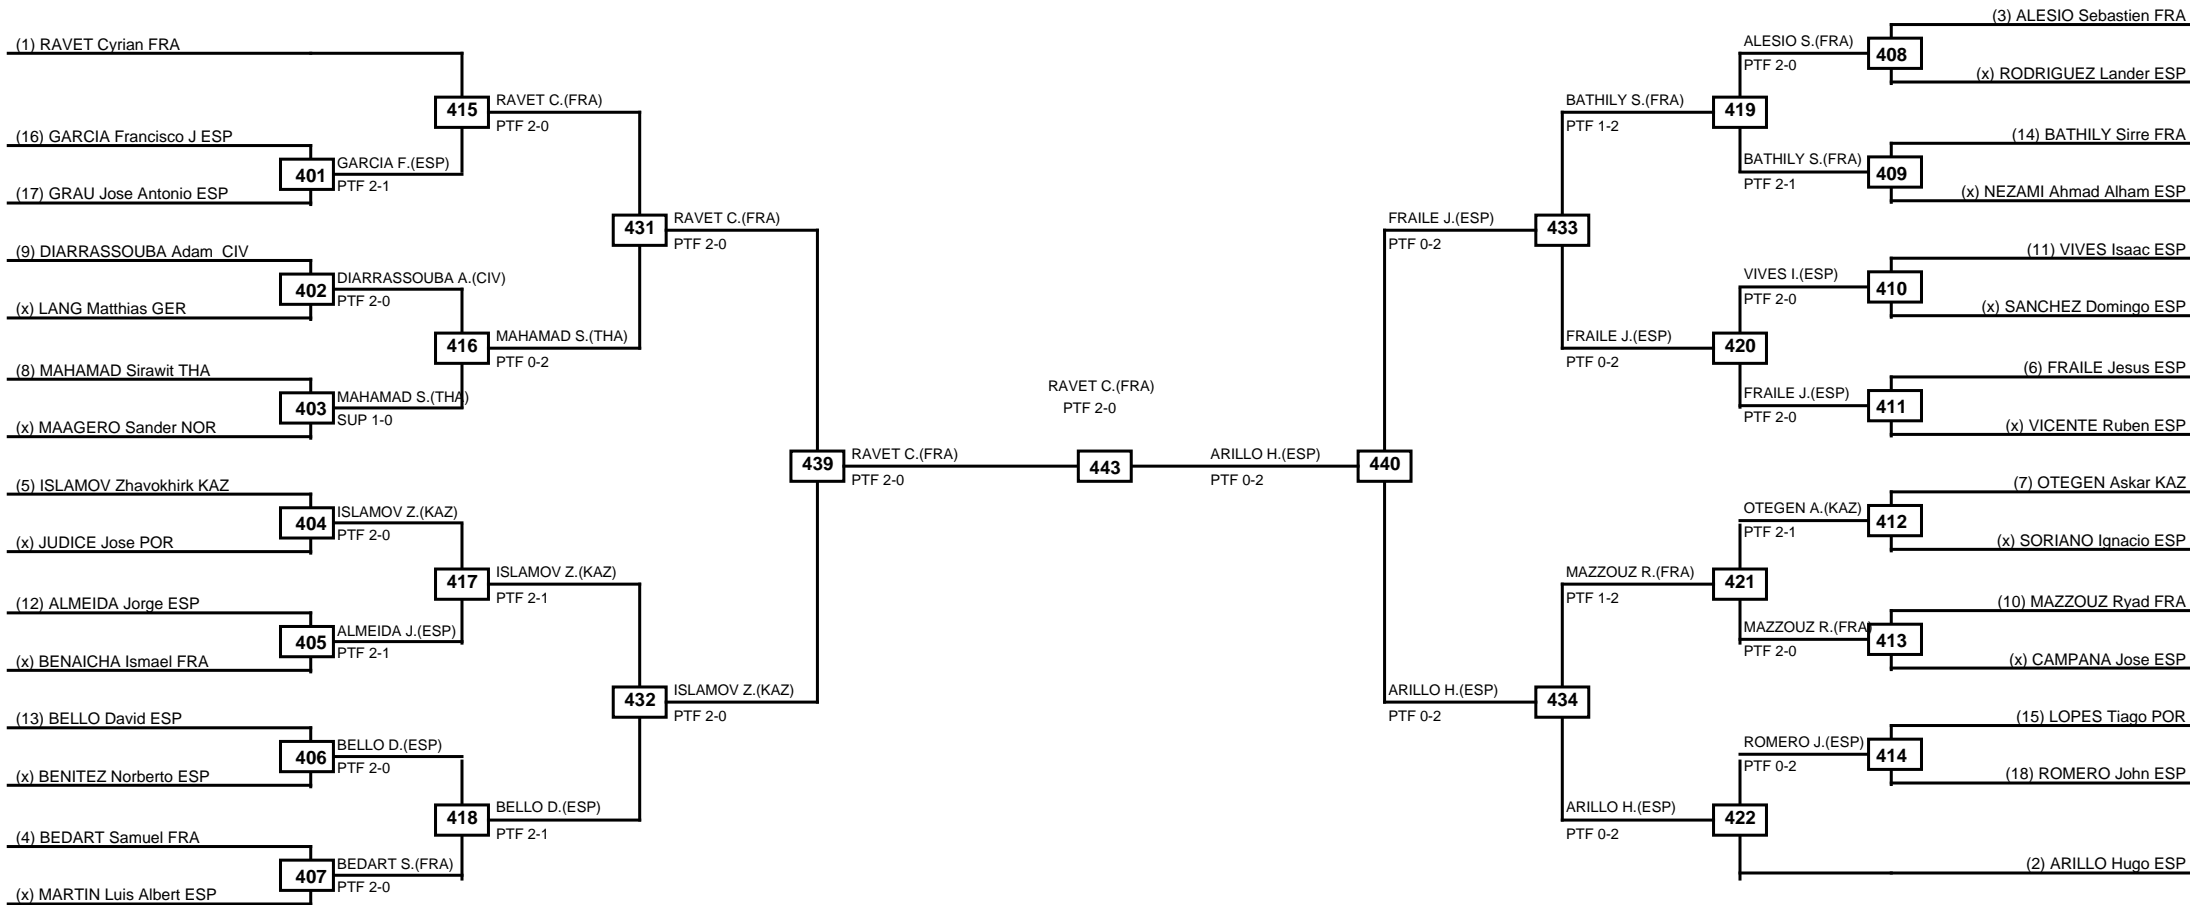 (1) RAVET Cyrian FRA
(16) GARCIA Francisco J ESP
(17) GRAU Jose Antonio ESP
(9) DIARRASSOUBA Adam  CIV
(x) LANG Matthias GER
(8) MAHAMAD Sirawit THA
(x) MAAGERO Sander NOR
(5) ISLAMOV Zhavokhirk KAZ
(x) JUDICE Jose POR
(12) ALMEIDA Jorge ESP
(x) BENAICHA Ismael FRA
(13) BELLO David ESP
(x) BENITEZ Norberto ESP
(4) BEDART Samuel FRA
(x) MARTIN Luis Albert ESP
401
GARCIA F.(ESP)
PTF 2-1
402
DIARRASSOUBA A.(CIV)
PTF 2-0
403
MAHAMAD S.(THA)
SUP 1-0
404
ISLAMOV Z.(KAZ)
PTF 2-0
405
ALMEIDA J.(ESP)
PTF 2-1
406
BELLO D.(ESP)
PTF 2-0
407
BEDART S.(FRA)
PTF 2-0
415
RAVET C.(FRA)
PTF 2-0
416
MAHAMAD S.(THA)
PTF 0-2
417
ISLAMOV Z.(KAZ)
PTF 2-1
418
BELLO D.(ESP)
PTF 2-1
431
RAVET C.(FRA)
PTF 2-0
432
ISLAMOV Z.(KAZ)
PTF 2-0
439
RAVET C.(FRA)
PTF 2-0
RAVET C.(FRA)
PTF 2-0
443
ARILLO H.(ESP)
PTF 0-2
440
FRAILE J.(ESP)
PTF 0-2
433
ARILLO H.(ESP)
PTF 0-2
434
BATHILY S.(FRA)
PTF 1-2
419
FRAILE J.(ESP)
PTF 0-2
420
MAZZOUZ R.(FRA)
PTF 1-2
421
ARILLO H.(ESP)
PTF 0-2
422
ALESIO S.(FRA)
PTF 2-0
408
BATHILY S.(FRA)
PTF 2-1
409
VIVES I.(ESP)
PTF 2-0
410
FRAILE J.(ESP)
PTF 2-0
411
OTEGEN A.(KAZ)
PTF 2-1
412
MAZZOUZ R.(FRA)
PTF 2-0
413
ROMERO J.(ESP)
PTF 0-2
414
(3) ALESIO Sebastien FRA
(x) RODRIGUEZ Lander ESP
(14) BATHILY Sirre FRA
(x) NEZAMI Ahmad Alham ESP
(11) VIVES Isaac ESP
(x) SANCHEZ Domingo ESP
(6) FRAILE Jesus ESP
(x) VICENTE Ruben ESP
(7) OTEGEN Askar KAZ
(x) SORIANO Ignacio ESP
(10) MAZZOUZ Ryad FRA
(x) CAMPANA Jose ESP
(15) LOPES Tiago POR
(18) ROMERO John ESP
(2) ARILLO Hugo ESP